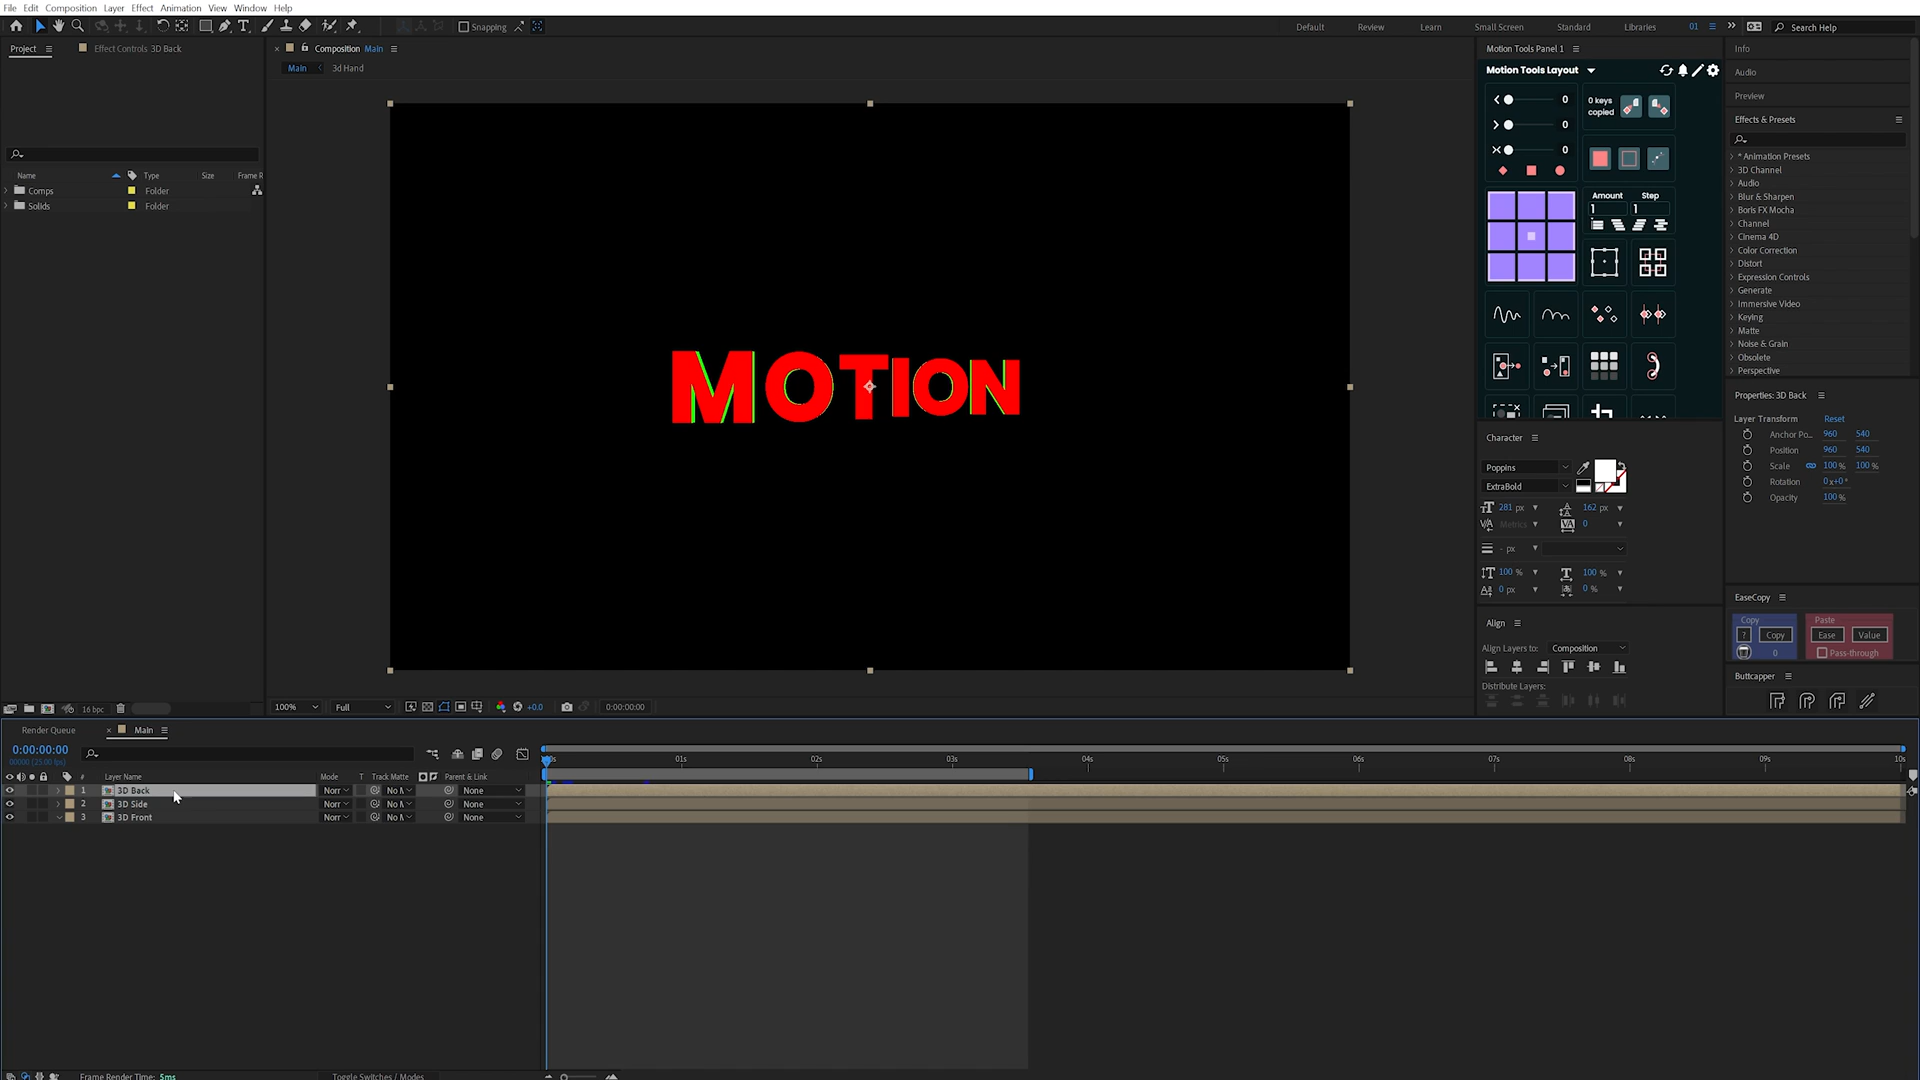 File Edit Composition Layer Effect Animation View Window Help
Snapping
Default Review Learn Small Screen Standard Libraries 01 Search Help
Project Effect Controls 3D Back
Composition Main
Main 3d Hand
Name Type Size Frame R
Comps Folder
Solids Folder
MOTION
16 bpc
100% Full +0.0 0:00:00:00
Motion Tools Panel 1
Motion Tools Layout
0
0
0
0 keys
copied
Amount Step
1 1
Character
Poppins
ExtraBold
281 px 162 px
Metrics 0
- px
100 % 100 %
0 px 0 %
Align
Align Layers to: Composition
Distribute Layers:
Info
Audio
Preview
Effects & Presets
* Animation Presets
3D Channel
Audio
Blur & Sharpen
Boris FX Mocha
Channel
Cinema 4D
Color Correction
Distort
Expression Controls
Generate
Immersive Video
Keying
Matte
Noise & Grain
Obsolete
Perspective
Properties: 3D Back
Layer Transform Reset
Anchor Po... 960 540
Position 960 540
Scale 100 % 100 %
Rotation 0x+0°
Opacity 100 %
EaseCopy
Copy Paste
? Copy Ease Value
0 Pass-through
Buttcapper
Render Queue Main
0:00:00:00
00000 (25.00 fps)
01s 02s 03s 04s 05s 06s 07s 08s 09s 10s
# Layer Name Mode T Track Matte Parent & Link
1 3D Back Norr No M None
2 3D Side Norr No M None
3 3D Front Norr No M None
Frame Render Time: 5ms Toggle Switches / Modes